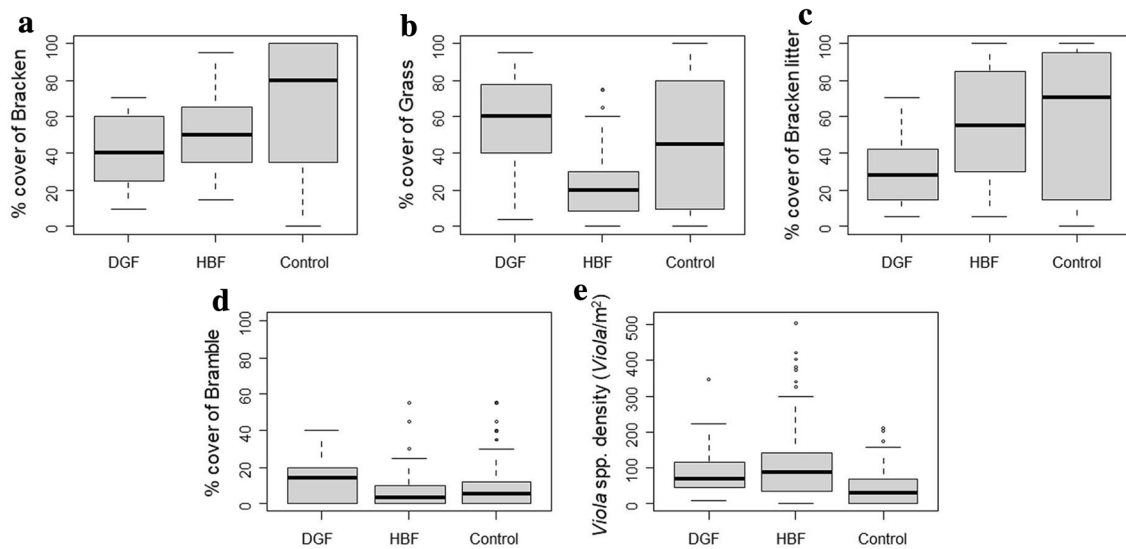 a
% cover of Bracken
100
80
60
40
20
0
DGF HBF Control
b
% cover of Grass
100
80
60
40
20
0
DGF HBF Control
c
% cover of Bracken litter
100
80
60
40
20
0
DGF HBF Control
d
% cover of Bramble
100
80
60
40
20
0
DGF HBF Control
e
Viola spp. density (Viola/m²)
500
400
300
200
100
0
DGF HBF Control